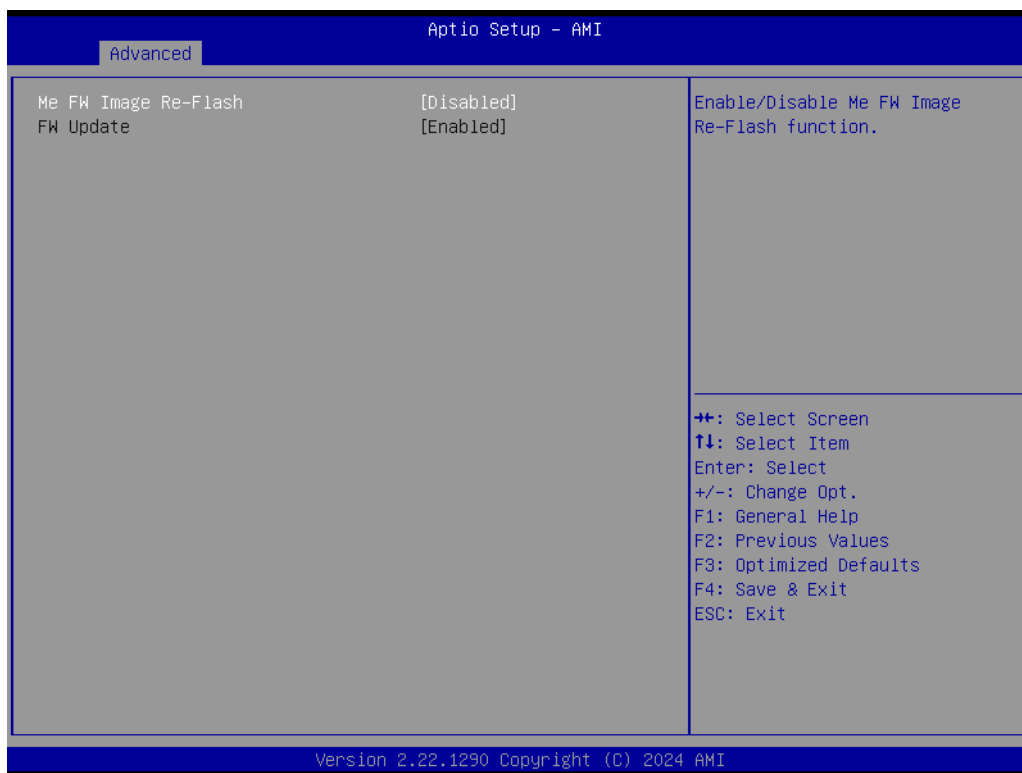 Aptio Setup – AMI
Advanced
Me FW Image Re–Flash [Disabled]
FW Update [Enabled]
Enable/Disable Me FW Image
Re–Flash function.
→←: Select Screen
↑↓: Select Item
Enter: Select
+/–: Change Opt.
F1: General Help
F2: Previous Values
F3: Optimized Defaults
F4: Save & Exit
ESC: Exit
Version 2.22.1290 Copyright (C) 2024 AMI